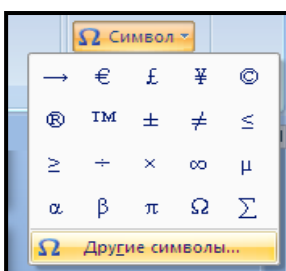 Ω Символ
→ € £ ¥ ©
® ™ ± ≠ ≤
≥ ÷ × ∞ µ
α β π Ω Σ
Ω Другие символы...